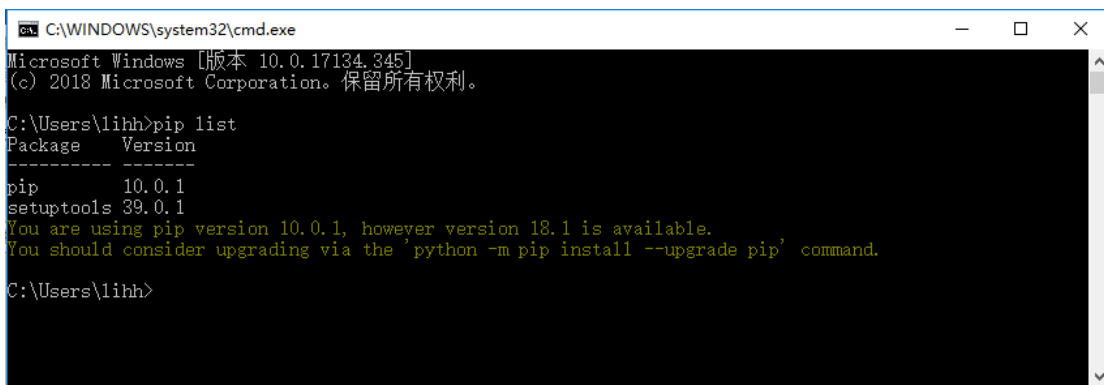 C:\WINDOWS\system32\cmd.exe
Microsoft Windows [版本 10.0.17134.345]
(c) 2018 Microsoft Corporation。保留所有权利。
C:\Users\lihh>pip list
Package    Version
---------- -------
pip        10.0.1
setuptools 39.0.1
You are using pip version 10.0.1, however version 18.1 is available.
You should consider upgrading via the 'python -m pip install --upgrade pip' command.
C:\Users\lihh>